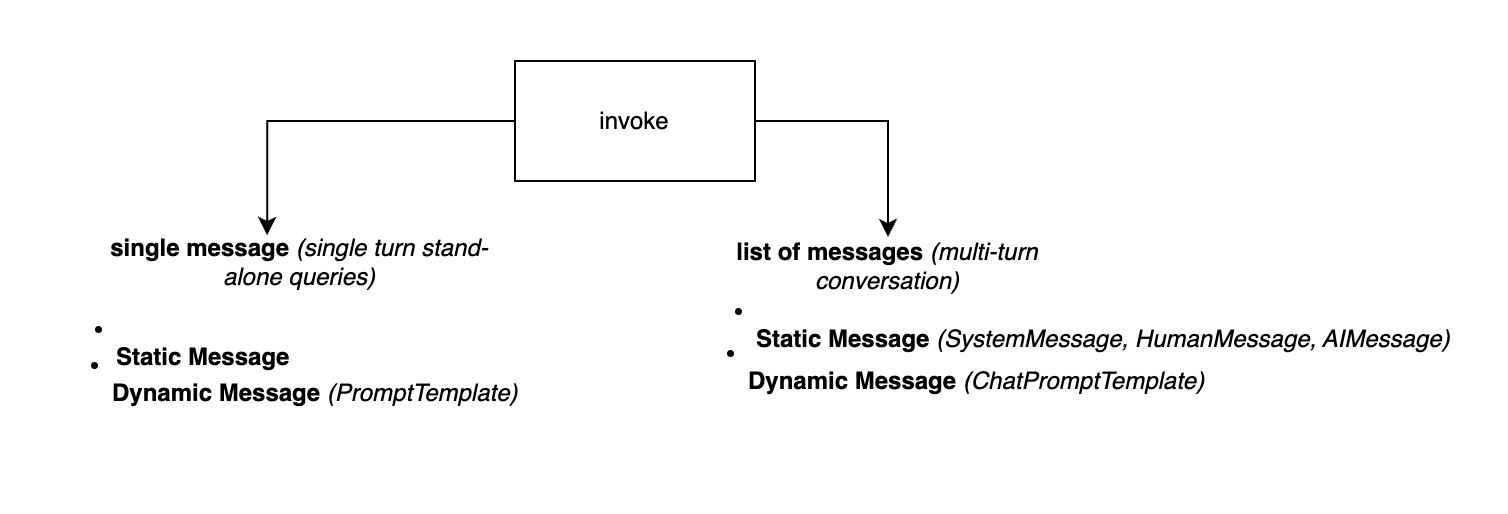 invoke
single message (single turn stand-
alone queries)
Static Message
Dynamic Message (PromptTemplate)
list of messages (multi-turn
conversation)
Static Message (SystemMessage, HumanMessage, AIMessage)
Dynamic Message (ChatPromptTemplate)